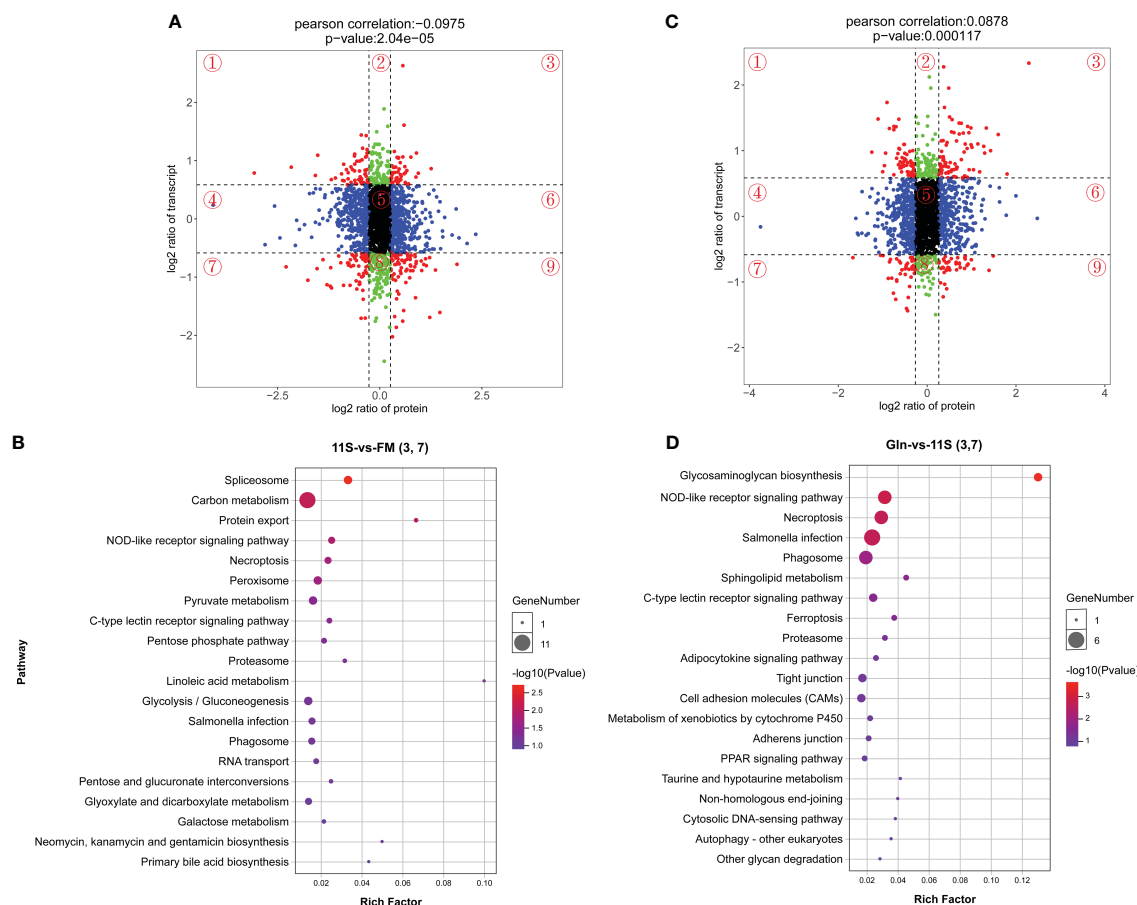 A
pearson correlation:−0.0975
p−value:2.04e−05
① ② ③
④ ⑤ ⑥
⑦ ⑧ ⑨
2
1
0
−1
−2
log2 ratio of transcript
−2.5 0.0 2.5
log2 ratio of protein
C
pearson correlation:0.0878
p−value:0.000117
① ② ③
④ ⑤ ⑥
⑦ ⑧ ⑨
2
1
0
−1
−2
log2 ratio of transcript
−4 −2 0 2 4
log2 ratio of protein
B
11S-vs-FM (3, 7)
Pathway
Spliceosome
Carbon metabolism
Protein export
NOD-like receptor signaling pathway
Necroptosis
Peroxisome
Pyruvate metabolism
C-type lectin receptor signaling pathway
Pentose phosphate pathway
Proteasome
Linoleic acid metabolism
Glycolysis / Gluconeogenesis
Salmonella infection
Phagosome
RNA transport
Pentose and glucuronate interconversions
Glyoxylate and dicarboxylate metabolism
Galactose metabolism
Neomycin, kanamycin and gentamicin biosynthesis
Primary bile acid biosynthesis
0.02 0.04 0.06 0.08 0.10
Rich Factor
GeneNumber
1
11
-log10(Pvalue)
2.5
2.0
1.5
1.0
D
Gln-vs-11S (3,7)
Glycosaminoglycan biosynthesis
NOD-like receptor signaling pathway
Necroptosis
Salmonella infection
Phagosome
Sphingolipid metabolism
C-type lectin receptor signaling pathway
Ferroptosis
Proteasome
Adipocytokine signaling pathway
Tight junction
Cell adhesion molecules (CAMs)
Metabolism of xenobiotics by cytochrome P450
Adherens junction
PPAR signaling pathway
Taurine and hypotaurine metabolism
Non-homologous end-joining
Cytosolic DNA-sensing pathway
Autophagy - other eukaryotes
Other glycan degradation
0.02 0.04 0.06 0.08 0.10 0.12
Rich Factor
GeneNumber
1
6
-log10(Pvalue)
3
2
1